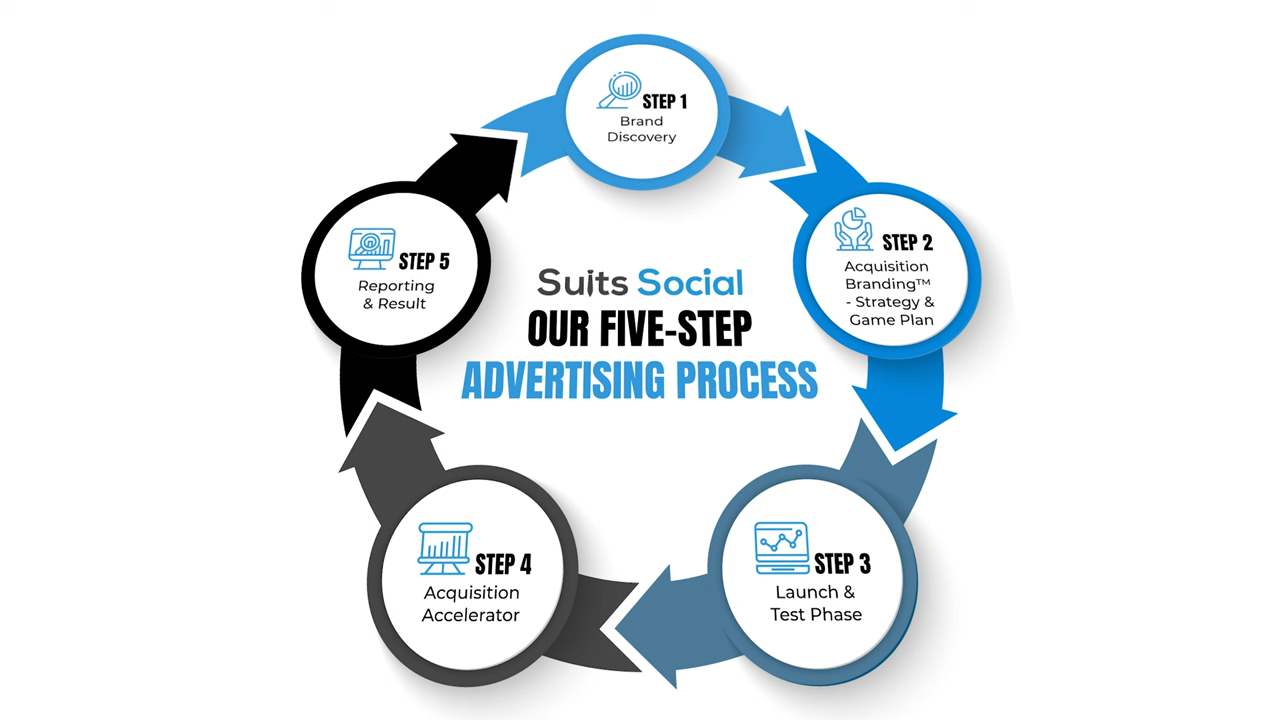 STEP 1
Brand
Discovery
STEP 2
Acquisition
Branding™
- Strategy &
Game Plan
STEP 5
Reporting
& Result
Suits Social
OUR FIVE-STEP
ADVERTISING PROCESS
STEP 4
Acquisition
Accelerator
STEP 3
Launch &
Test Phase